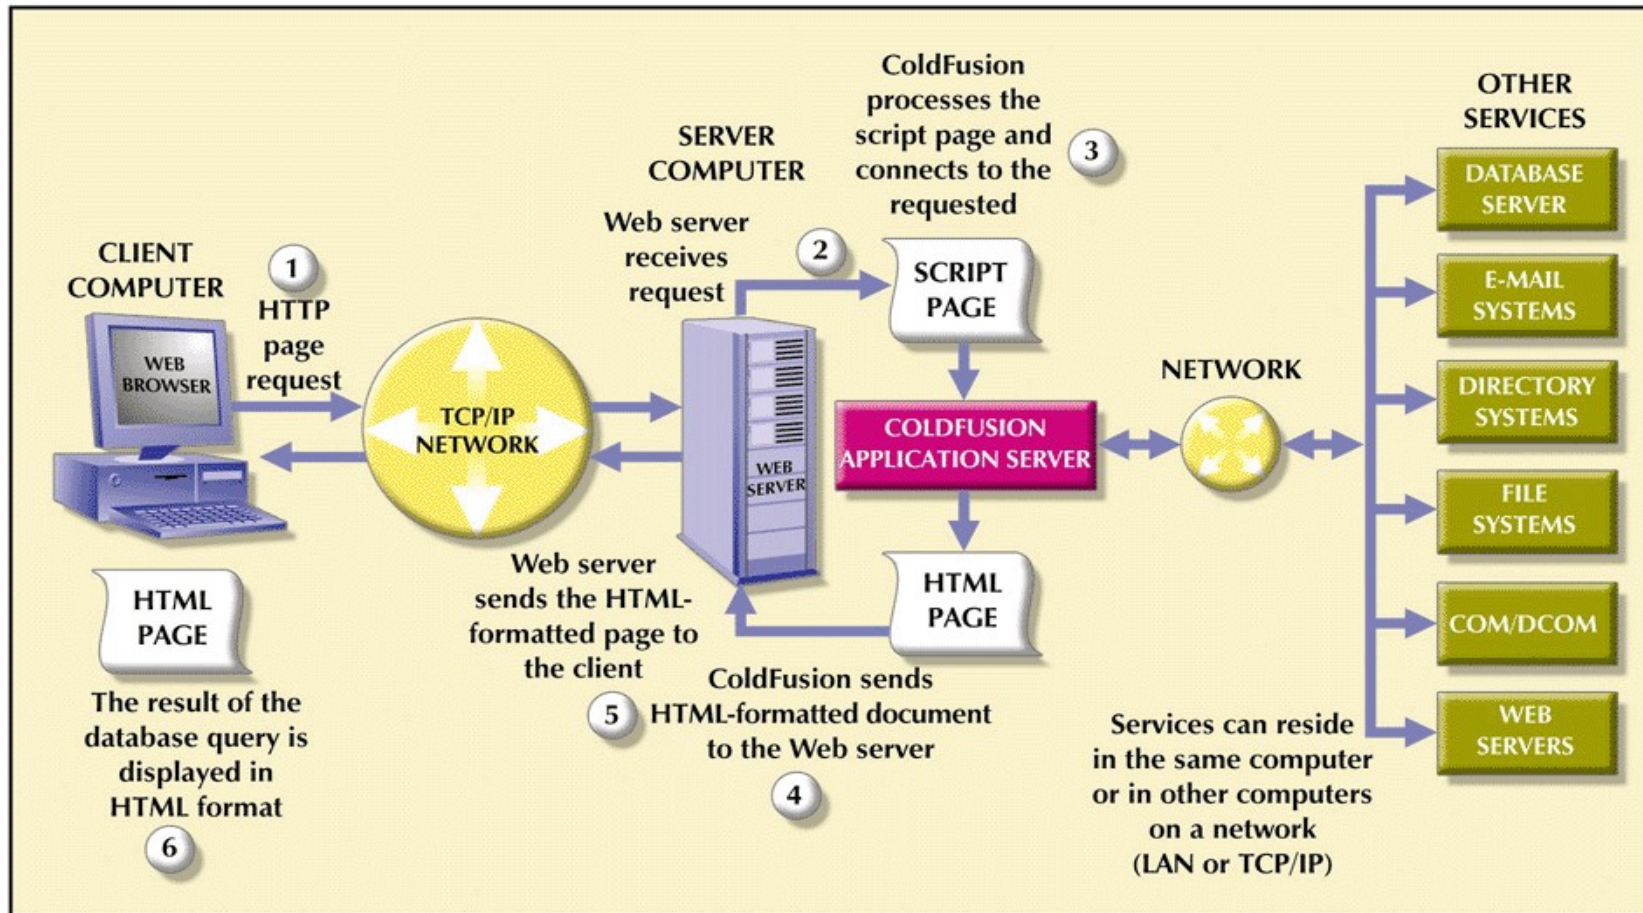 CLIENT
COMPUTER
1
HTTP
page
request
WEB
BROWSER
TCP/IP
NETWORK
SERVER
COMPUTER
Web server
receives
request
2
WEB
SERVER
ColdFusion
processes the
script page and
connects to the
requested
3
SCRIPT
PAGE
COLDFUSION
APPLICATION SERVER
HTML
PAGE
ColdFusion sends
HTML-formatted document
to the Web server
4
Web server
sends the HTML-
formatted page to
the client
5
HTML
PAGE
The result of the
database query is
displayed in
HTML format
6
NETWORK
Services can reside
in the same computer
or in other computers
on a network
(LAN or TCP/IP)
OTHER
SERVICES
DATABASE
SERVER
E-MAIL
SYSTEMS
DIRECTORY
SYSTEMS
FILE
SYSTEMS
COM/DCOM
WEB
SERVERS